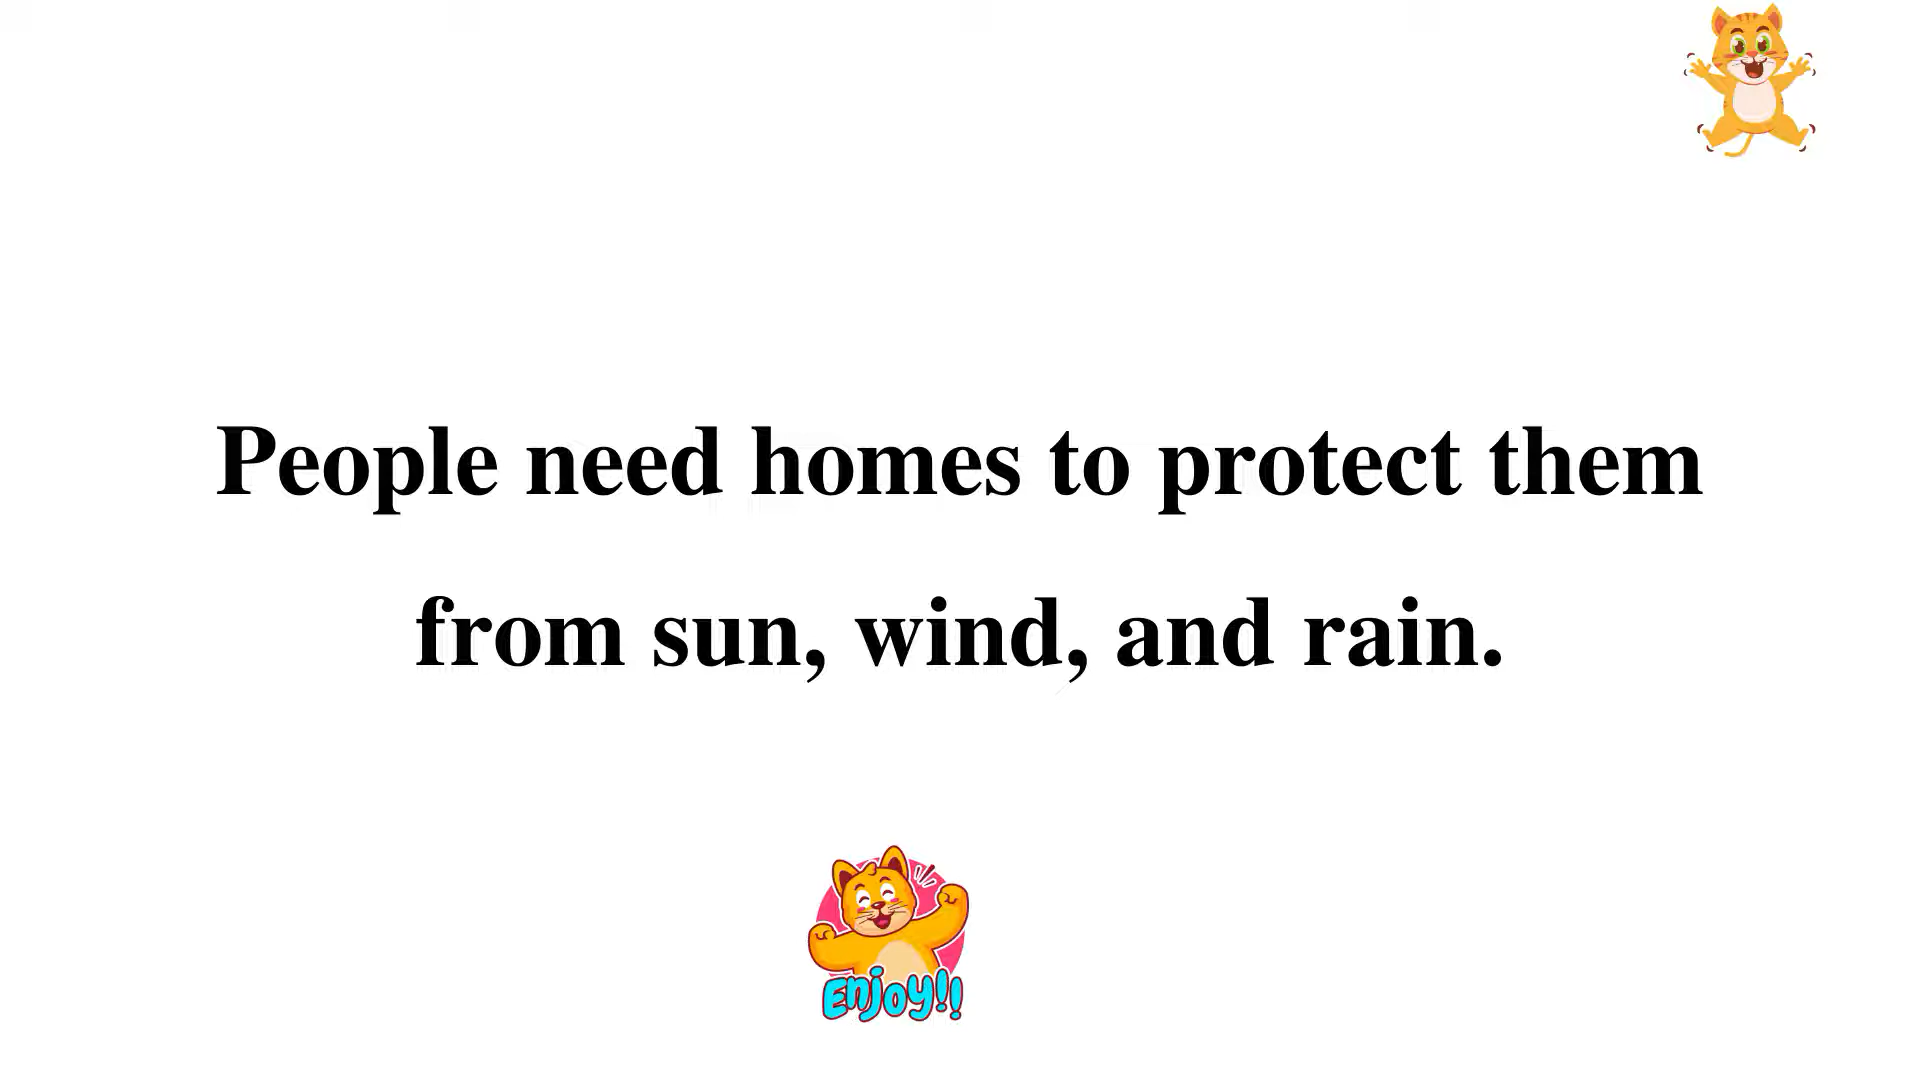 People need homes to protect them
from sun, wind, and rain.
Enjoy!!